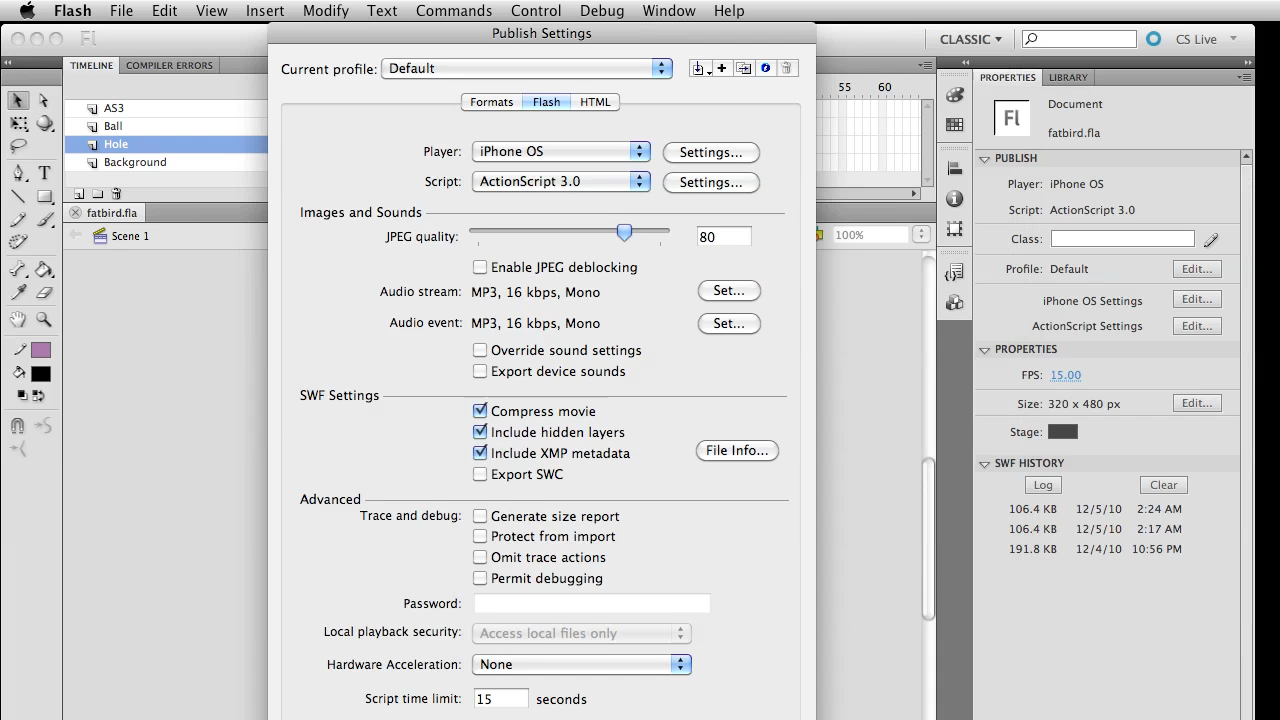 Flash File Edit View Insert Modify Text Commands Control Debug Window Help
Publish Settings
Fl
CLASSIC
CS Live
TIMELINE COMPILER ERRORS
AS3
Ball
Hole
Background
fatbird.fla
Scene 1
55 60
100%
Current profile: Default
Formats Flash HTML
Player: iPhone OS Settings...
Script: ActionScript 3.0 Settings...
Images and Sounds
JPEG quality: 80
Enable JPEG deblocking
Audio stream: MP3, 16 kbps, Mono Set...
Audio event: MP3, 16 kbps, Mono Set...
Override sound settings
Export device sounds
SWF Settings
Compress movie
Include hidden layers
Include XMP metadata File Info...
Export SWC
Advanced
Trace and debug: Generate size report
Protect from import
Omit trace actions
Permit debugging
Password:
Local playback security: Access local files only
Hardware Acceleration: None
Script time limit: 15 seconds
PROPERTIES LIBRARY
Fl
Document
fatbird.fla
PUBLISH
Player: iPhone OS
Script: ActionScript 3.0
Class:
Profile: Default Edit...
iPhone OS Settings Edit...
ActionScript Settings Edit...
PROPERTIES
FPS: 15.00
Size: 320 x 480 px Edit...
Stage:
SWF HISTORY
Log Clear
106.4 KB 12/5/10 2:24 AM
106.4 KB 12/5/10 2:17 AM
191.8 KB 12/4/10 10:56 PM